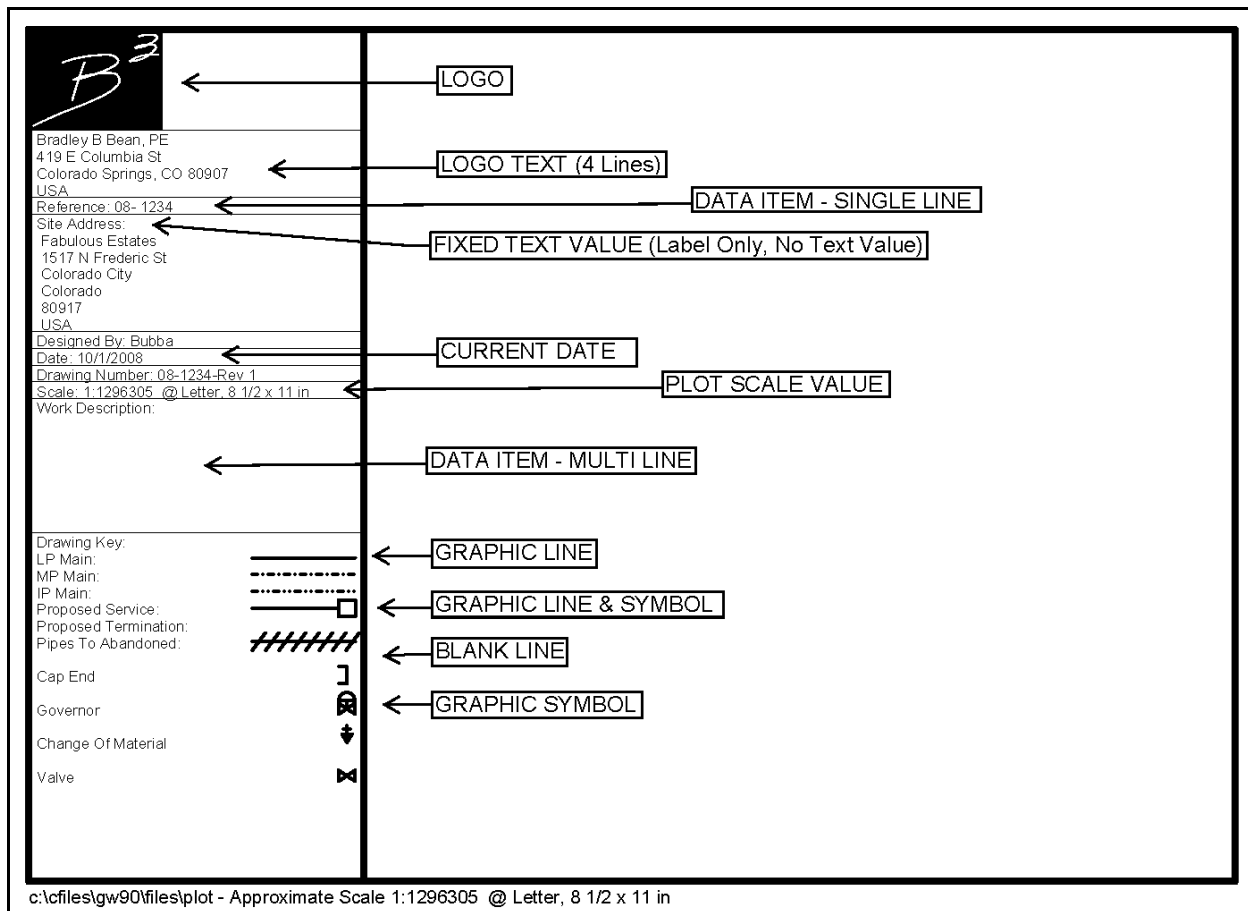 B3
LOGO
Bradley B Bean, PE
419 E Columbia St
Colorado Springs, CO 80907
USA
LOGO TEXT (4 Lines)
Reference: 08- 1234
DATA ITEM - SINGLE LINE
Site Address:
FIXED TEXT VALUE (Label Only, No Text Value)
Fabulous Estates
1517 N Frederic St
Colorado City
Colorado
80917
USA
Designed By: Bubba
Date: 10/1/2008
CURRENT DATE
Drawing Number: 08-1234-Rev 1
Scale: 1:1296305 @ Letter, 8 1/2 x 11 in
PLOT SCALE VALUE
Work Description:
DATA ITEM - MULTI LINE
Drawing Key:
LP Main:
GRAPHIC LINE
MP Main:
IP Main:
Proposed Service:
GRAPHIC LINE & SYMBOL
Proposed Termination:
Pipes To Abandoned:
BLANK LINE
Cap End
Governor
GRAPHIC SYMBOL
Change Of Material
Valve
c:\cfiles\gw90\files\plot - Approximate Scale 1:1296305 @ Letter, 8 1/2 x 11 in